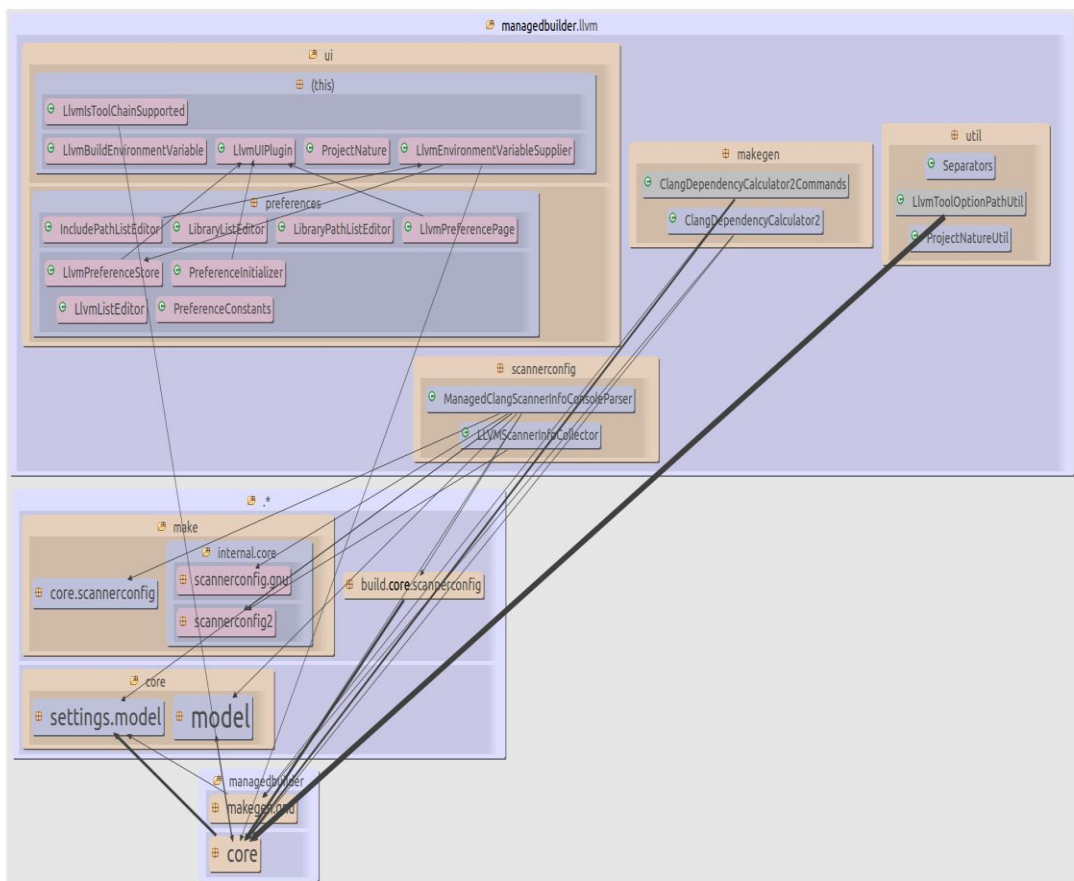 managedbuilder.llvm
ui
(this)
LlvmIsToolChainSupported
LlvmBuildEnvironmentVariable
LlvmUIPlugin
ProjectNature
LlvmEnvironmentVariableSupplier
preferences
IncludePathListEditor
LibraryListEditor
LibraryPathListEditor
LlvmPreferencePage
LlvmPreferenceStore
PreferenceInitializer
LlvmListEditor
PreferenceConstants
makegen
ClangDependencyCalculator2Commands
ClangDependencyCalculator2
util
Separators
LlvmToolOptionPathUtil
ProjectNatureUtil
scannerconfig
ManagedClangScannerInfoConsoleParser
LLVMScannerInfoCollector
.*
make
internal.core
core.scannerconfig
scannerconfig.gnu
scannerconfig2
build.core.scannerconfig
core
settings.model
model
managedbuilder
makegen.gnu
core